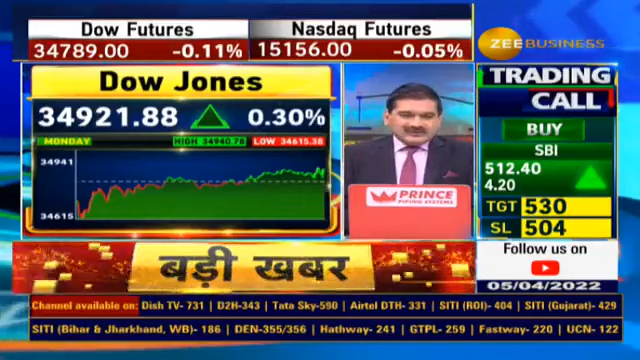 Dow Futures
34789.00 -0.11%
Nasdaq Futures
15156.00 -0.05%
ZEE BUSINESS
Dow Jones
34921.88 0.30%
MONDAY HIGH 34940.78 LOW 34615.38
34941
34615
PRINCE
PIPING SYSTEMS
TRADING
CALL
BUY
SBI
512.40
4.20
TGT 530
SL 504
बड़ी खबर
Follow us on
05/04/2022
Channel available on: Dish TV- 731 | D2H-343 | Tata Sky-590 | Airtel DTH- 331 | SITI (ROI)- 404 | SITI (Gujarat)- 429
SITI (Bihar & Jharkhand, WB)- 186 | DEN-355/356 | Hathway- 241 | GTPL- 259 | Fastway- 220 | UCN- 122